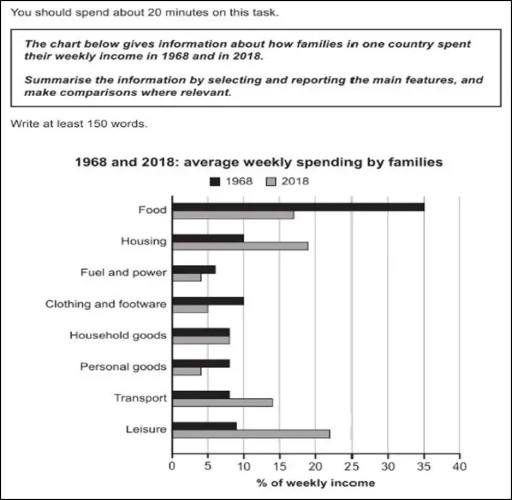 You should spend about 20 minutes on this task.
The chart below gives information about how families in one country spent
their weekly income in 1968 and in 2018.
Summarise the information by selecting and reporting the main features, and
make comparisons where relevant.
Write at least 150 words.
1968 and 2018: average weekly spending by families
1968 2018
Food
Housing
Fuel and power
Clothing and footware
Household goods
Personal goods
Transport
Leisure
0 5 10 15 20 25 30 35 40
% of weekly income